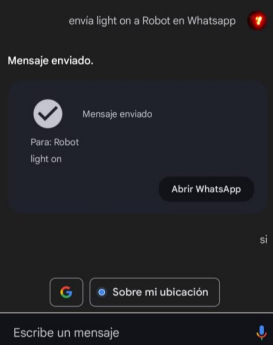 envía light on a Robot en Whatsapp
Mensaje enviado.
Mensaje enviado
Para: Robot
light on
Abrir WhatsApp
si
Sobre mi ubicación
Escribe un mensaje